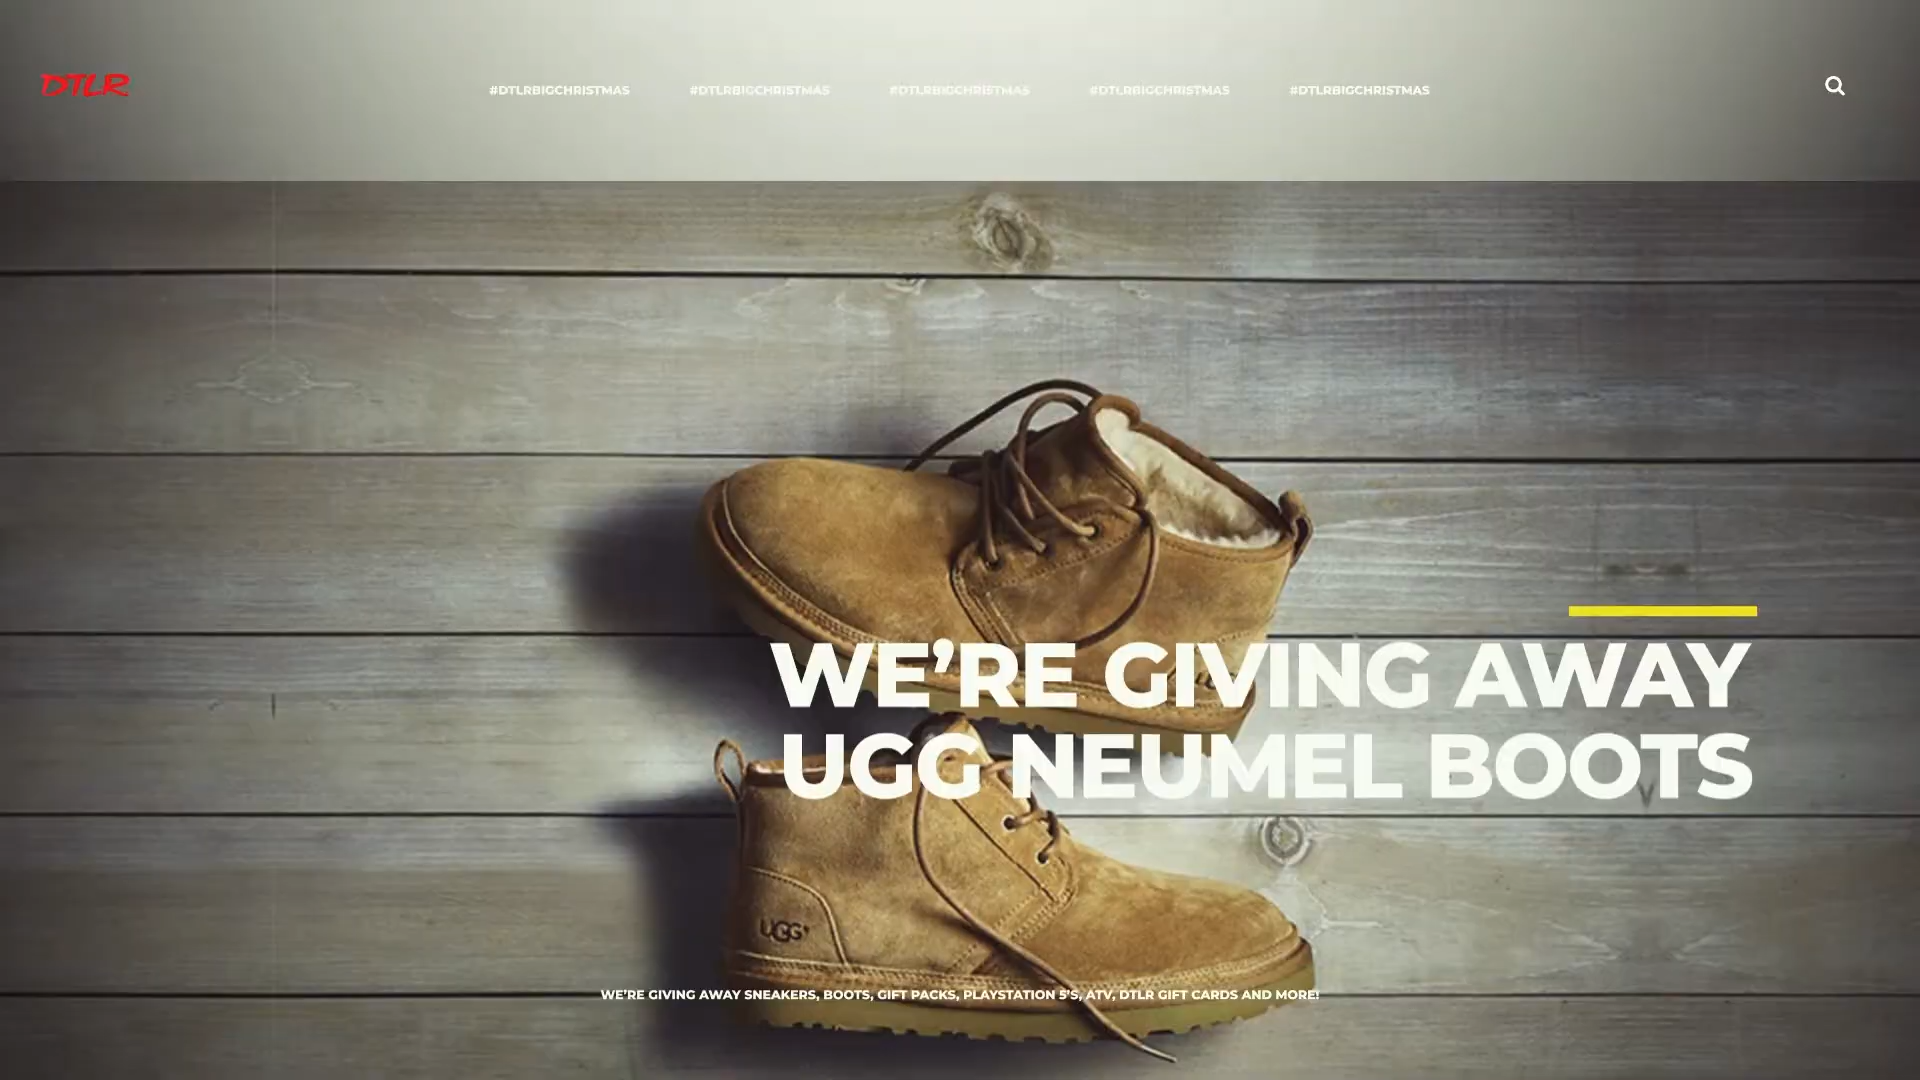 DTLR
#DTLRBIGCHRISTMAS #DTLRBIGCHRISTMAS #DTLRBIGCHRISTMAS #DTLRBIGCHRISTMAS #DTLRBIGCHRISTMAS
WE'RE GIVING AWAY
UGG NEUMEL BOOTS
UGG
WE'RE GIVING AWAY SNEAKERS, BOOTS, GIFT PACKS, PLAYSTATION 5'S, ATV, DTLR GIFT CARDS AND MORE!